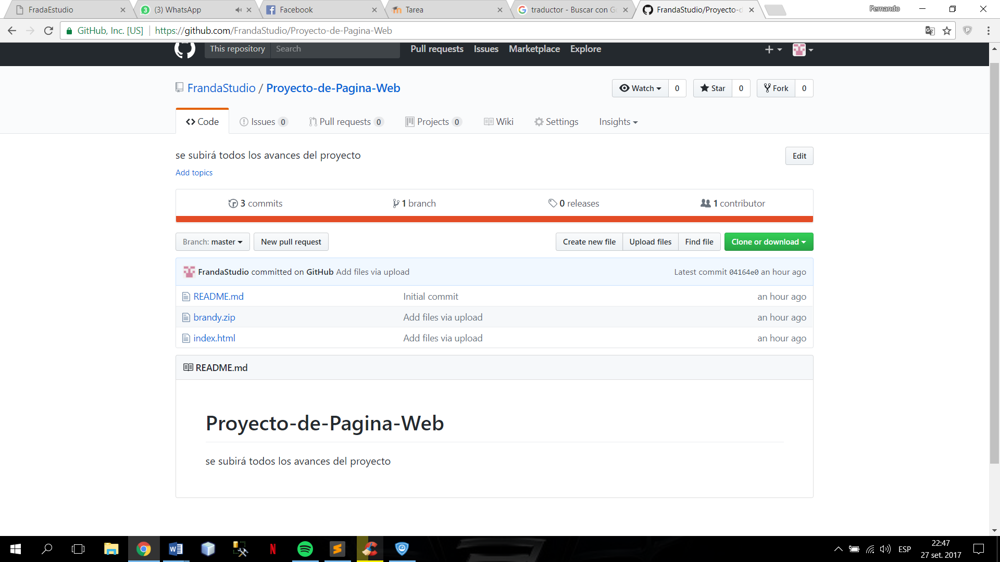 FradaEstudio
(3) WhatsApp
Facebook
Tarea
traductor - Buscar con G
FrandaStudio/Proyecto-d
Fernando
GitHub, Inc. [US] https://github.com/FrandaStudio/Proyecto-de-Pagina-Web
This repository Search Pull requests Issues Marketplace Explore
FrandaStudio / Proyecto-de-Pagina-Web
Watch 0 Star 0 Fork 0
Code Issues 0 Pull requests 0 Projects 0 Wiki Settings Insights
se subirá todos los avances del proyecto
Edit
Add topics
3 commits 1 branch 0 releases 1 contributor
Branch: master New pull request Create new file Upload files Find file Clone or download
FrandaStudio committed on GitHub Add files via upload Latest commit 04164e0 an hour ago
README.md Initial commit an hour ago
brandy.zip Add files via upload an hour ago
index.html Add files via upload an hour ago
README.md
Proyecto-de-Pagina-Web
se subirá todos los avances del proyecto
ESP
22:47
27 set. 2017